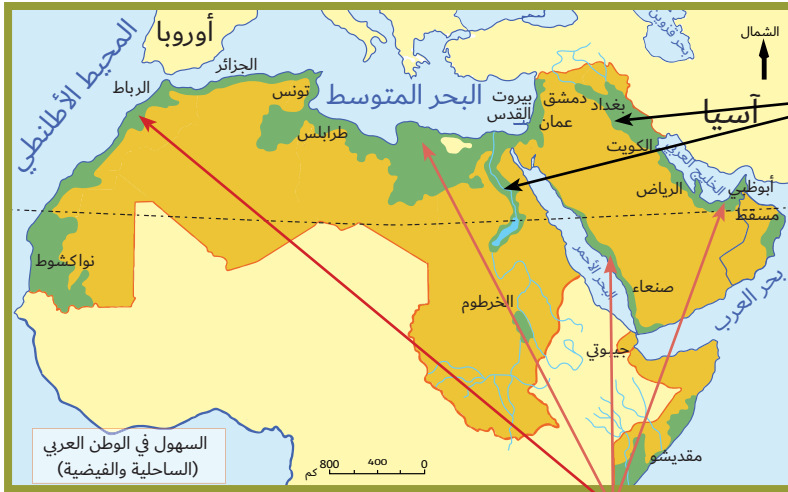 أوروبا
المحيط الأطلنطي
البحر المتوسط
بحر قزوين
الشمال
آسيا
الجزائر
الرباط
تونس
طرابلس
بيروت
القدس
دمشق
عمان
بغداد
الكويت
الخليج العربي
الرياض
أبوظبي
مسقط
نواكشوط
البحر الأحمر
صنعاء
بحر العرب
الخرطوم
جيبوتي
مقديشو
السهول في الوطن العربي
(الساحلية والفيضية)
كم 800 400 0